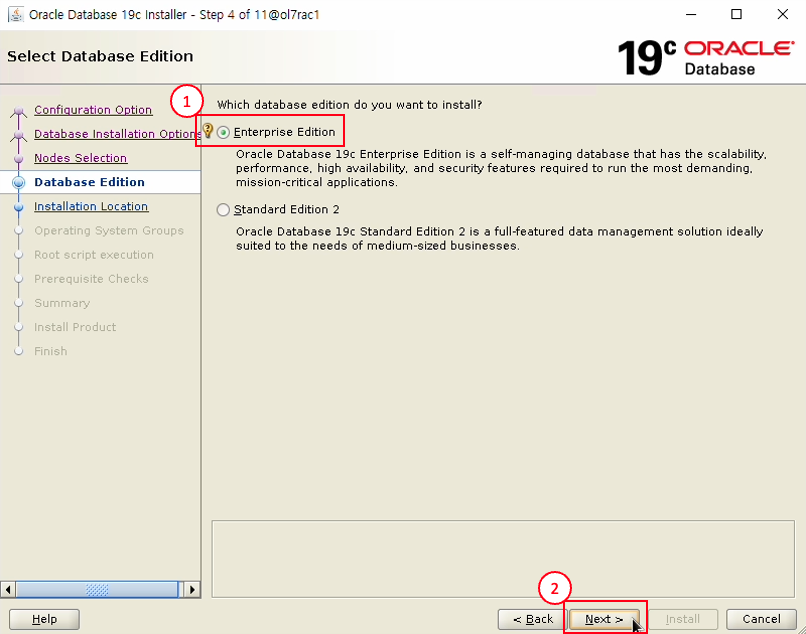 Oracle Database 19c Installer - Step 4 of 11@ol7rac1
Select Database Edition
19c ORACLE
Database
Configuration Option
Database Installation Options
Nodes Selection
Database Edition
Installation Location
Operating System Groups
Root script execution
Prerequisite Checks
Summary
Install Product
Finish
1
Which database edition do you want to install?
Enterprise Edition
Oracle Database 19c Enterprise Edition is a self-managing database that has the scalability,
performance, high availability, and security features required to run the most demanding,
mission-critical applications.
Standard Edition 2
Oracle Database 19c Standard Edition 2 is a full-featured data management solution ideally
suited to the needs of medium-sized businesses.
2
Help
< Back
Next >
Install
Cancel